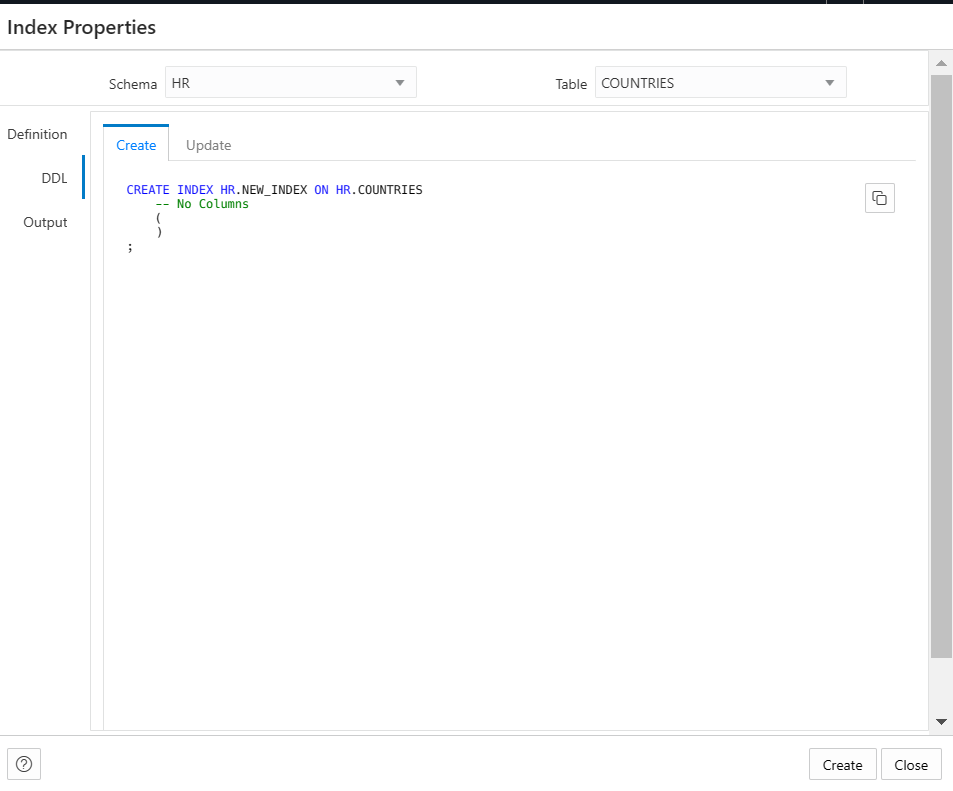 Index Properties
Schema HR Table COUNTRIES
Definition
DDL
Output
Create Update
CREATE INDEX HR.NEW_INDEX ON HR.COUNTRIES
    -- No Columns
    (
    )
;
? Create Close